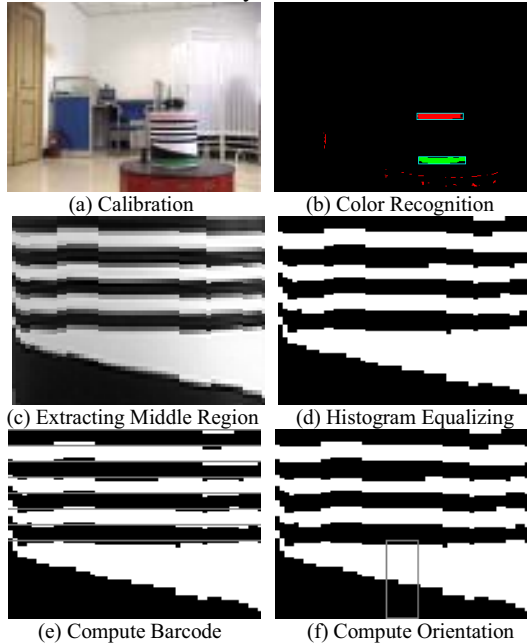 (a) Calibration
(b) Color Recognition
(c) Extracting Middle Region
(d) Histogram Equalizing
(e) Compute Barcode
(f) Compute Orientation